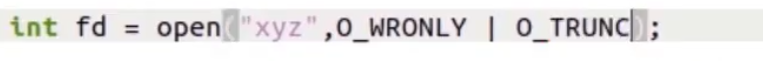 int fd = open("xyz",O_WRONLY | O_TRUNC);